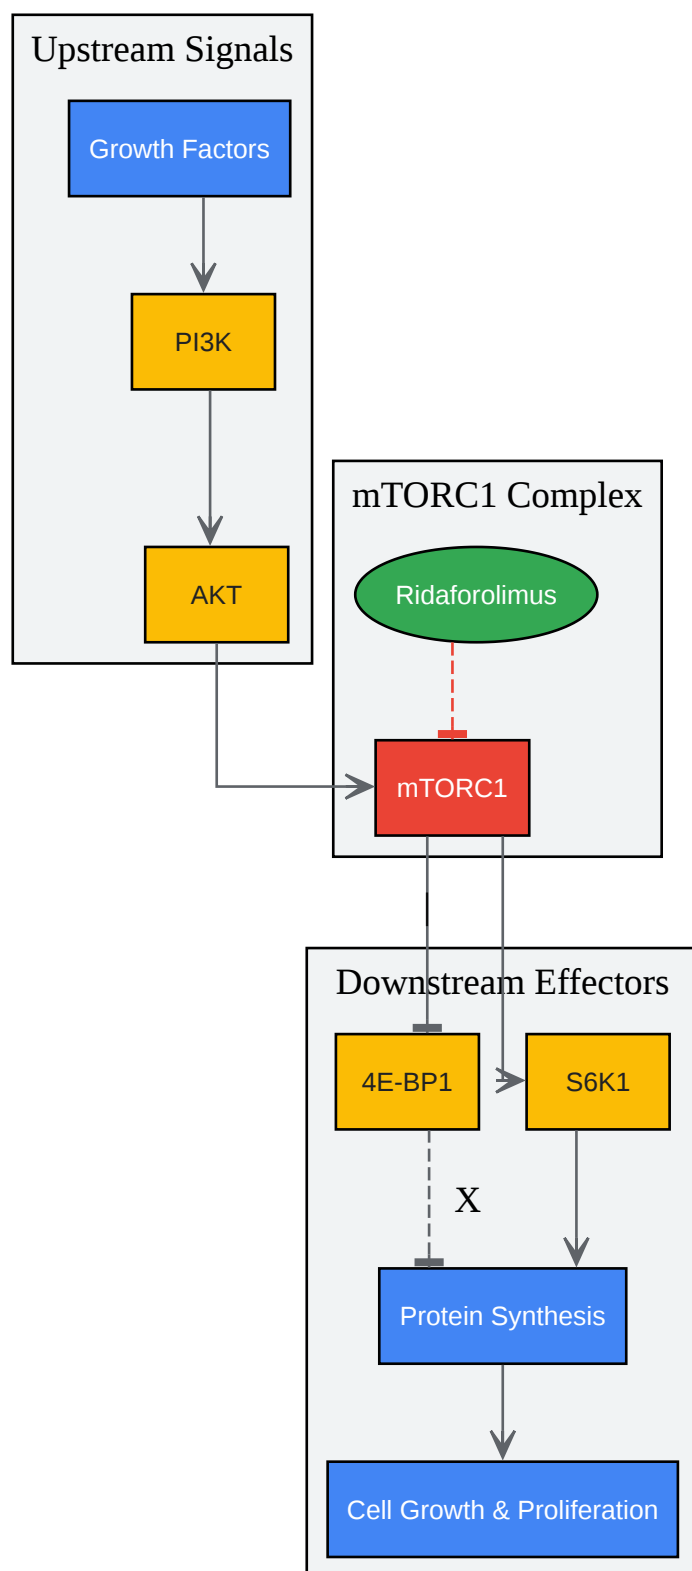 Upstream Signals
Growth Factors
PI3K
AKT
mTORC1 Complex
Ridaforolimus
mTORC1
Downstream Effectors
4E-BP1
S6K1
X
Protein Synthesis
Cell Growth & Proliferation